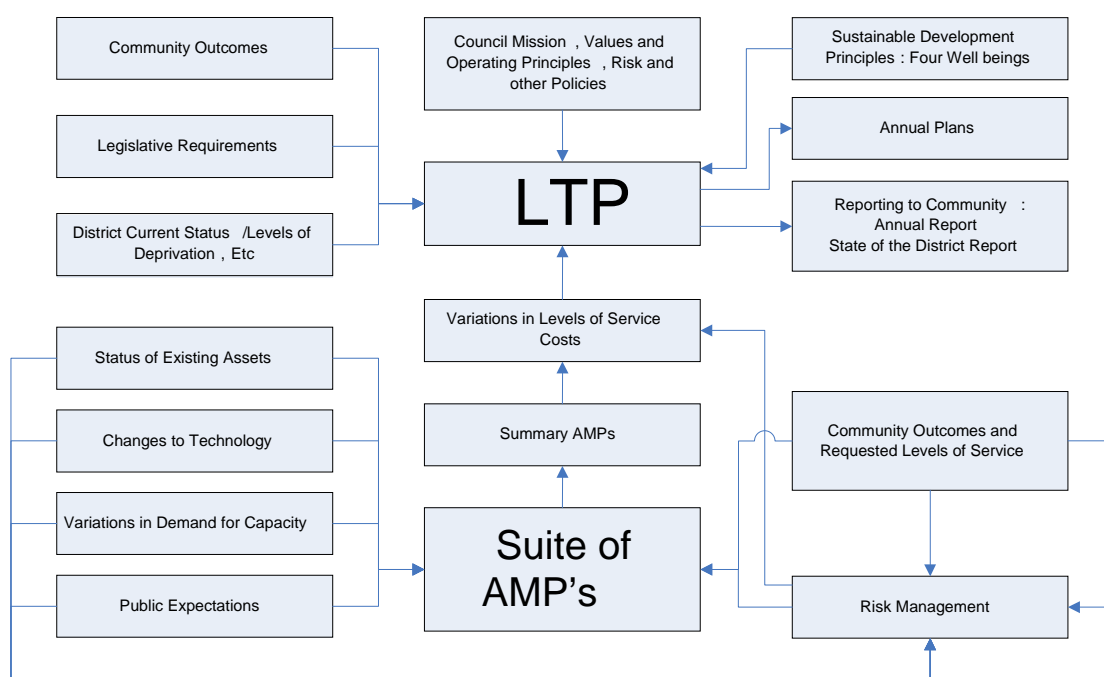 Community Outcomes
Legislative Requirements
District Current Status /Levels of
Deprivation , Etc
Council Mission , Values and
Operating Principles , Risk and
other Policies
LTP
Sustainable Development
Principles : Four Well beings
Annual Plans
Reporting to Community :
Annual Report
State of the District Report
Variations in Levels of Service
Costs
Summary AMPs
Suite of
AMP’s
Status of Existing Assets
Changes to Technology
Variations in Demand for Capacity
Public Expectations
Community Outcomes and
Requested Levels of Service
Risk Management